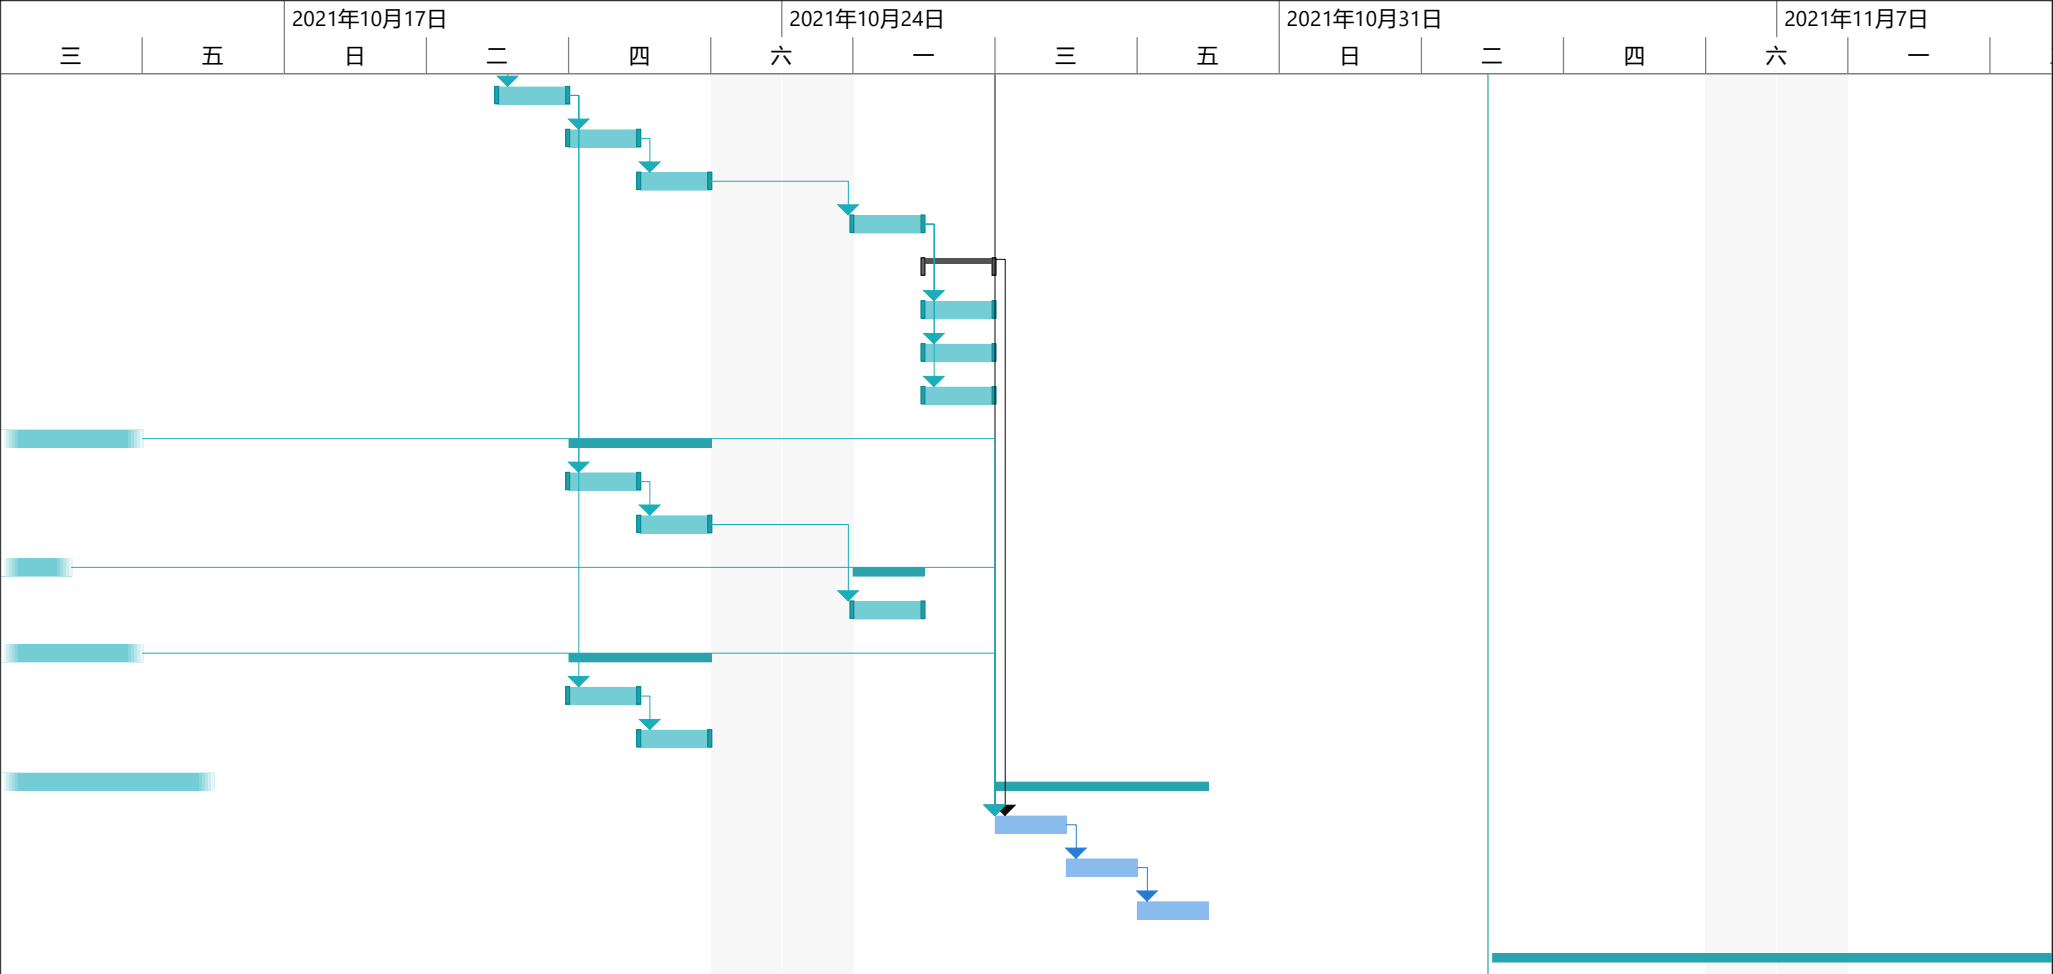 2021年10月17日 2021年10月24日 2021年10月31日 2021年11月7日
三 五 日 二 四 六 一 三 五 日 二 四 六 一